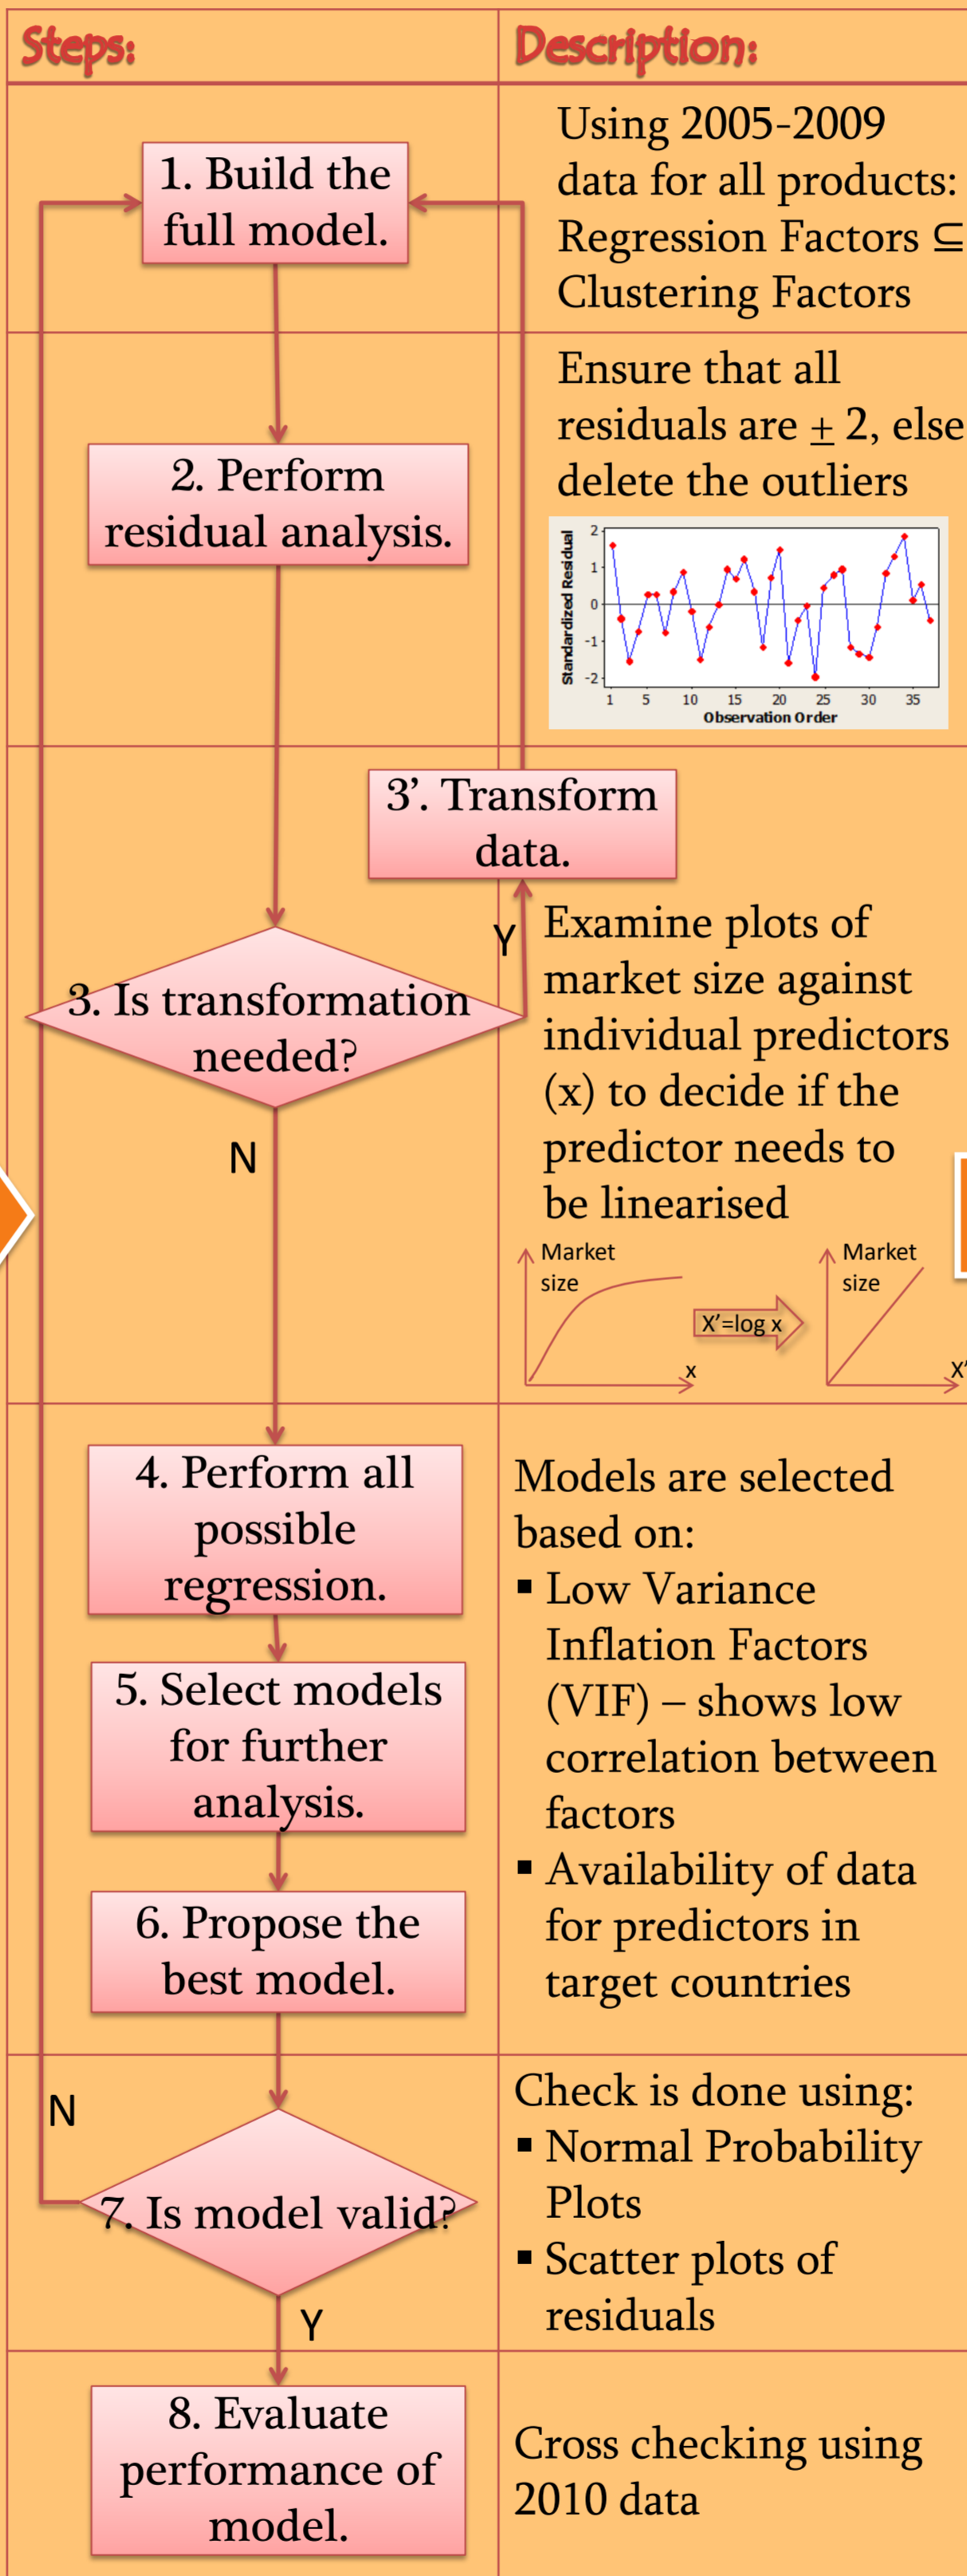 Steps:
Description:
1. Build the
full model.
Using 2005-2009
data for all products:
Regression Factors ⊆
Clustering Factors
2. Perform
residual analysis.
Ensure that all
residuals are ± 2, else
delete the outliers
Standardized Residual
2
1
0
-1
-2
1 5 10 15 20 25 30 35
Observation Order
3’. Transform
data.
Y
3. Is transformation
needed?
N
Examine plots of
market size against
individual predictors
(x) to decide if the
predictor needs to
be linearised
Market
size
x
X’=log x
Market
size
X’
4. Perform all
possible
regression.
5. Select models
for further
analysis.
6. Propose the
best model.
Models are selected
based on:
▪ Low Variance
Inflation Factors
(VIF) – shows low
correlation between
factors
▪ Availability of data
for predictors in
target countries
N
7. Is model valid?
Y
Check is done using:
▪ Normal Probability
Plots
▪ Scatter plots of
residuals
8. Evaluate
performance of
model.
Cross checking using
2010 data